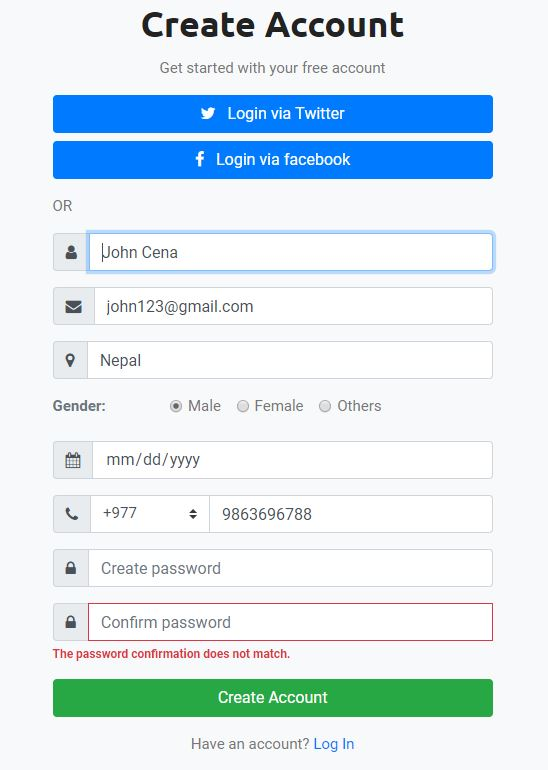 Create Account
Get started with your free account
Login via Twitter
Login via facebook
OR
John Cena
john123@gmail.com
Nepal
Gender: Male Female Others
mm/dd/yyyy
+977 9863696788
Create password
Confirm password
The password confirmation does not match.
Create Account
Have an account? Log In